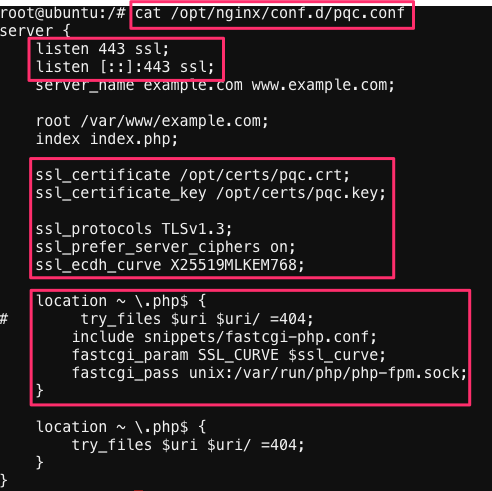 root@ubuntu:/# cat /opt/nginx/conf.d/pqc.conf
server {
    listen 443 ssl;
    listen [::]:443 ssl;
    server_name example.com www.example.com;

    root /var/www/example.com;
    index index.php;

    ssl_certificate /opt/certs/pqc.crt;
    ssl_certificate_key /opt/certs/pqc.key;

    ssl_protocols TLSv1.3;
    ssl_prefer_server_ciphers on;
    ssl_ecdh_curve X25519MLKEM768;

    location ~ \.php$ {
#        try_files $uri $uri/ =404;
        include snippets/fastcgi-php.conf;
        fastcgi_param SSL_CURVE $ssl_curve;
        fastcgi_pass unix:/var/run/php/php-fpm.sock;
    }

    location ~ \.php$ {
        try_files $uri $uri/ =404;
    }
}